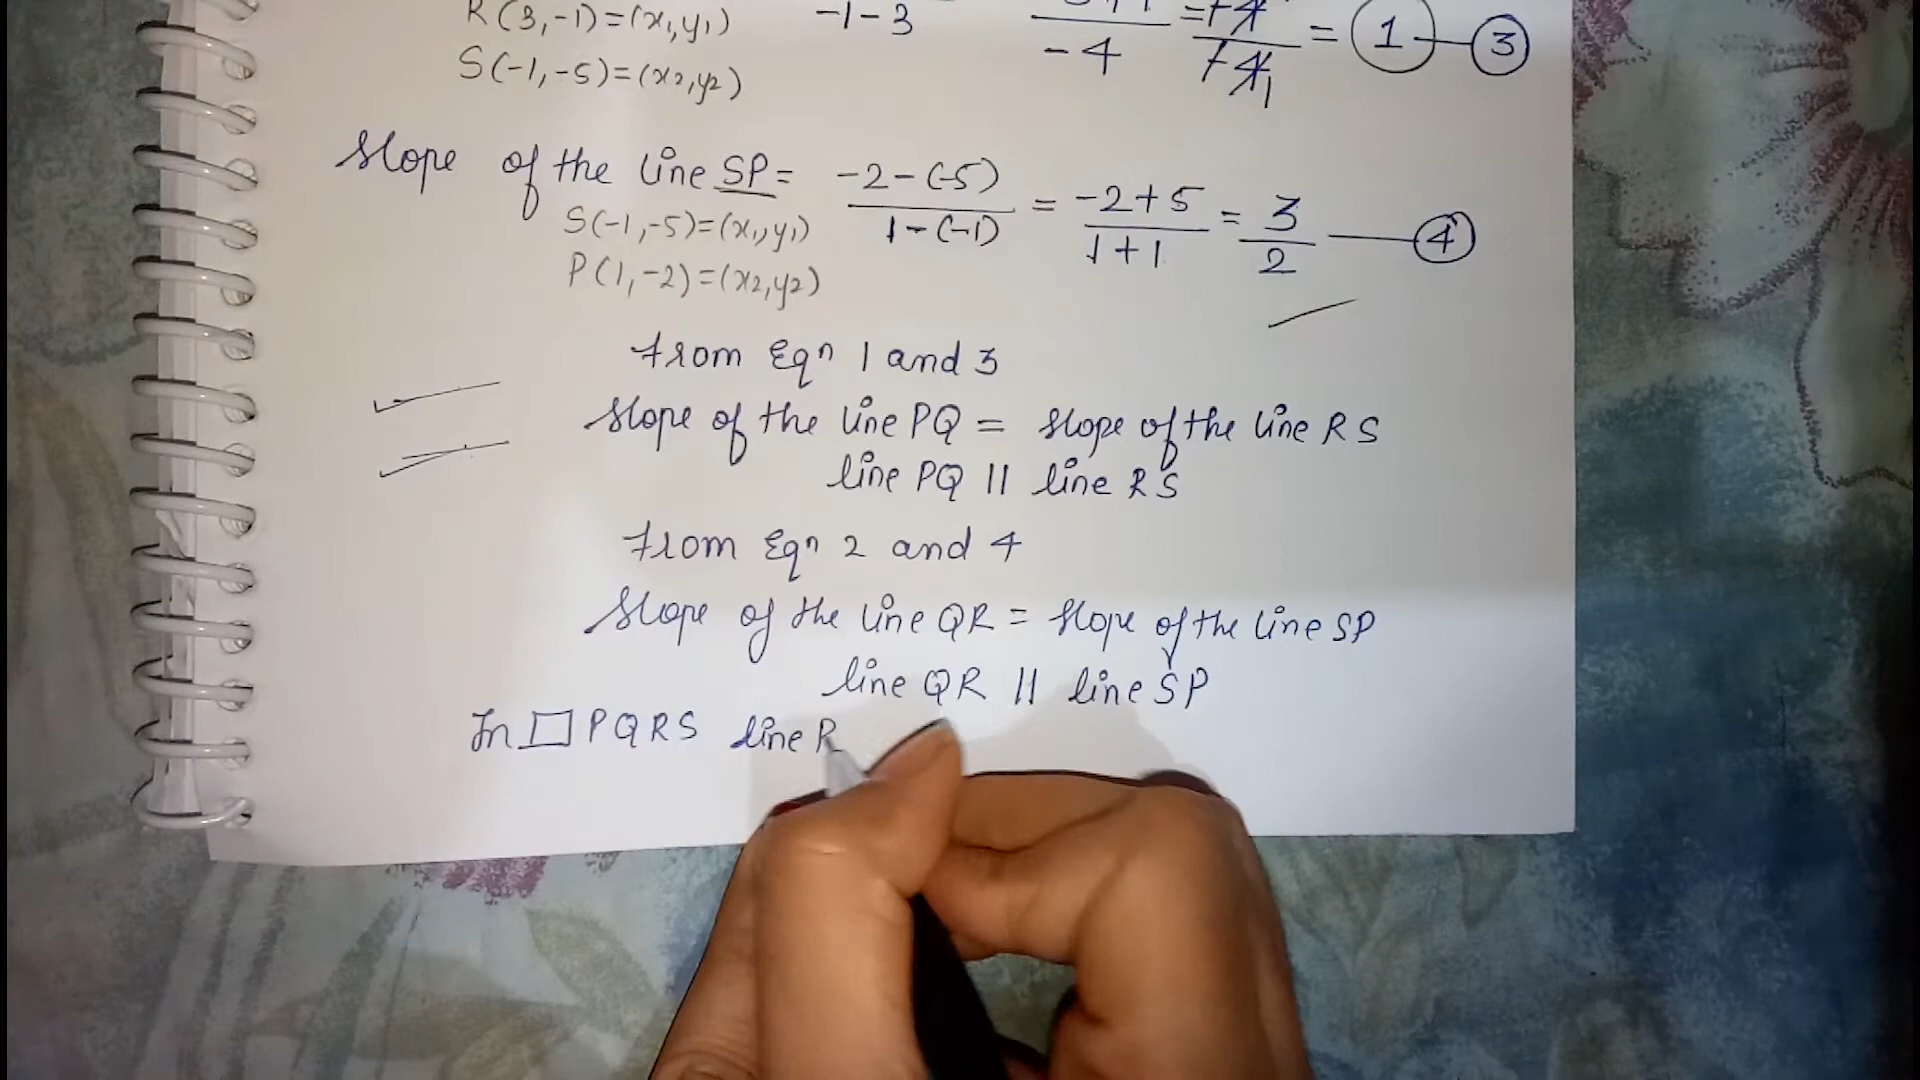 R(3,-1)=(x1,y1) -1-3 -4 = +4 / +4 1 = 1 — 3
S(-1,-5)=(x2,y2)
Slope of the line SP = -2-(-5) / 1-(-1) = -2+5 / 1+1 = 3 / 2 — 4
S(-1,-5)=(x1,y1)
P(1,-2)=(x2,y2)
From Eqn 1 and 3
Slope of the line PQ = Slope of the line RS
line PQ || line RS
From Eqn 2 and 4
Slope of the line QR = Slope of the line SP
line QR || line SP
In □ PQRS line P